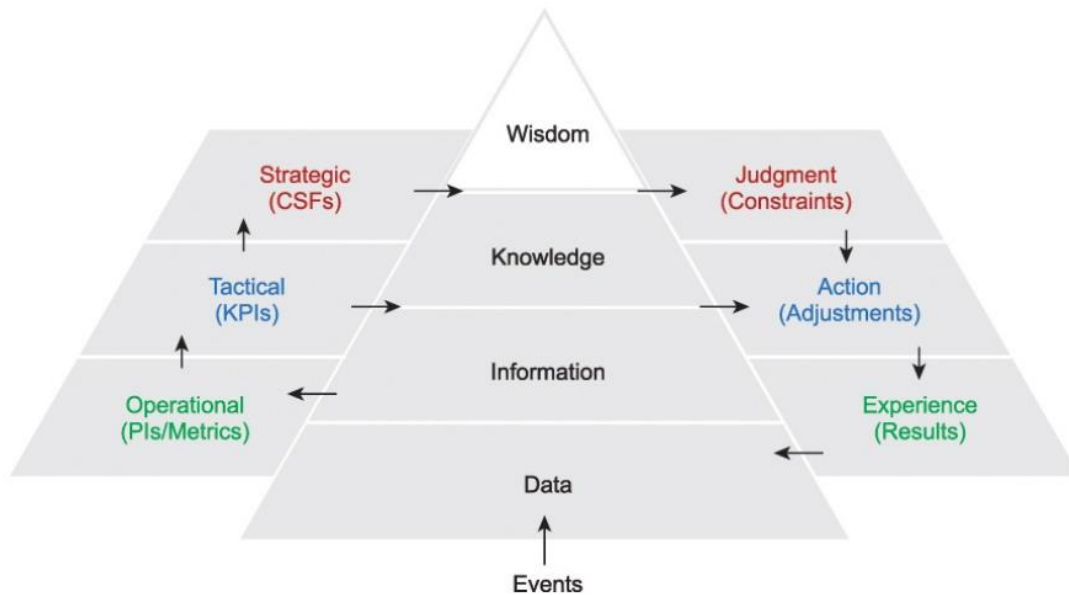 Wisdom
Strategic
(CSFs)
Judgment
(Constraints)
Knowledge
Tactical
(KPIs)
Action
(Adjustments)
Information
Operational
(PIs/Metrics)
Experience
(Results)
Data
Events